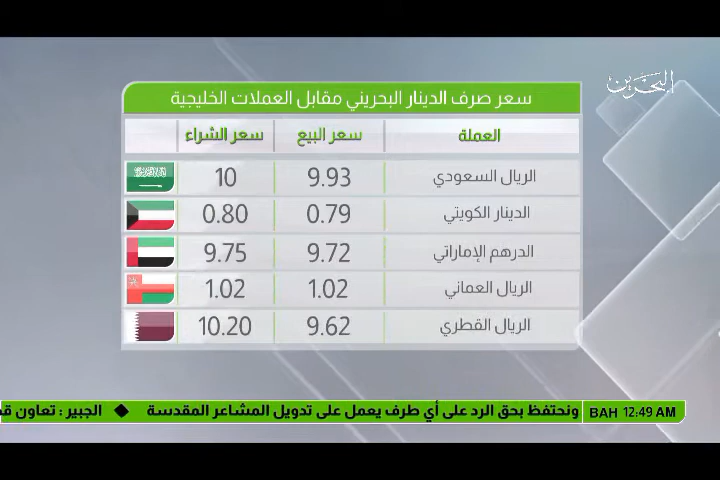 البحرين
سعر صرف الدينار البحريني مقابل العملات الخليجية
العملة سعر البيع سعر الشراء
الريال السعودي 9.93 10
الدينار الكويتي 0.79 0.80
الدرهم الإماراتي 9.72 9.75
الريال العماني 1.02 1.02
الريال القطري 9.62 10.20
BAH 12:49 AM ونحتفظ بحق الرد على أي طرف يعمل على تدويل المشاعر المقدسة ◆ الجبير : تعاون